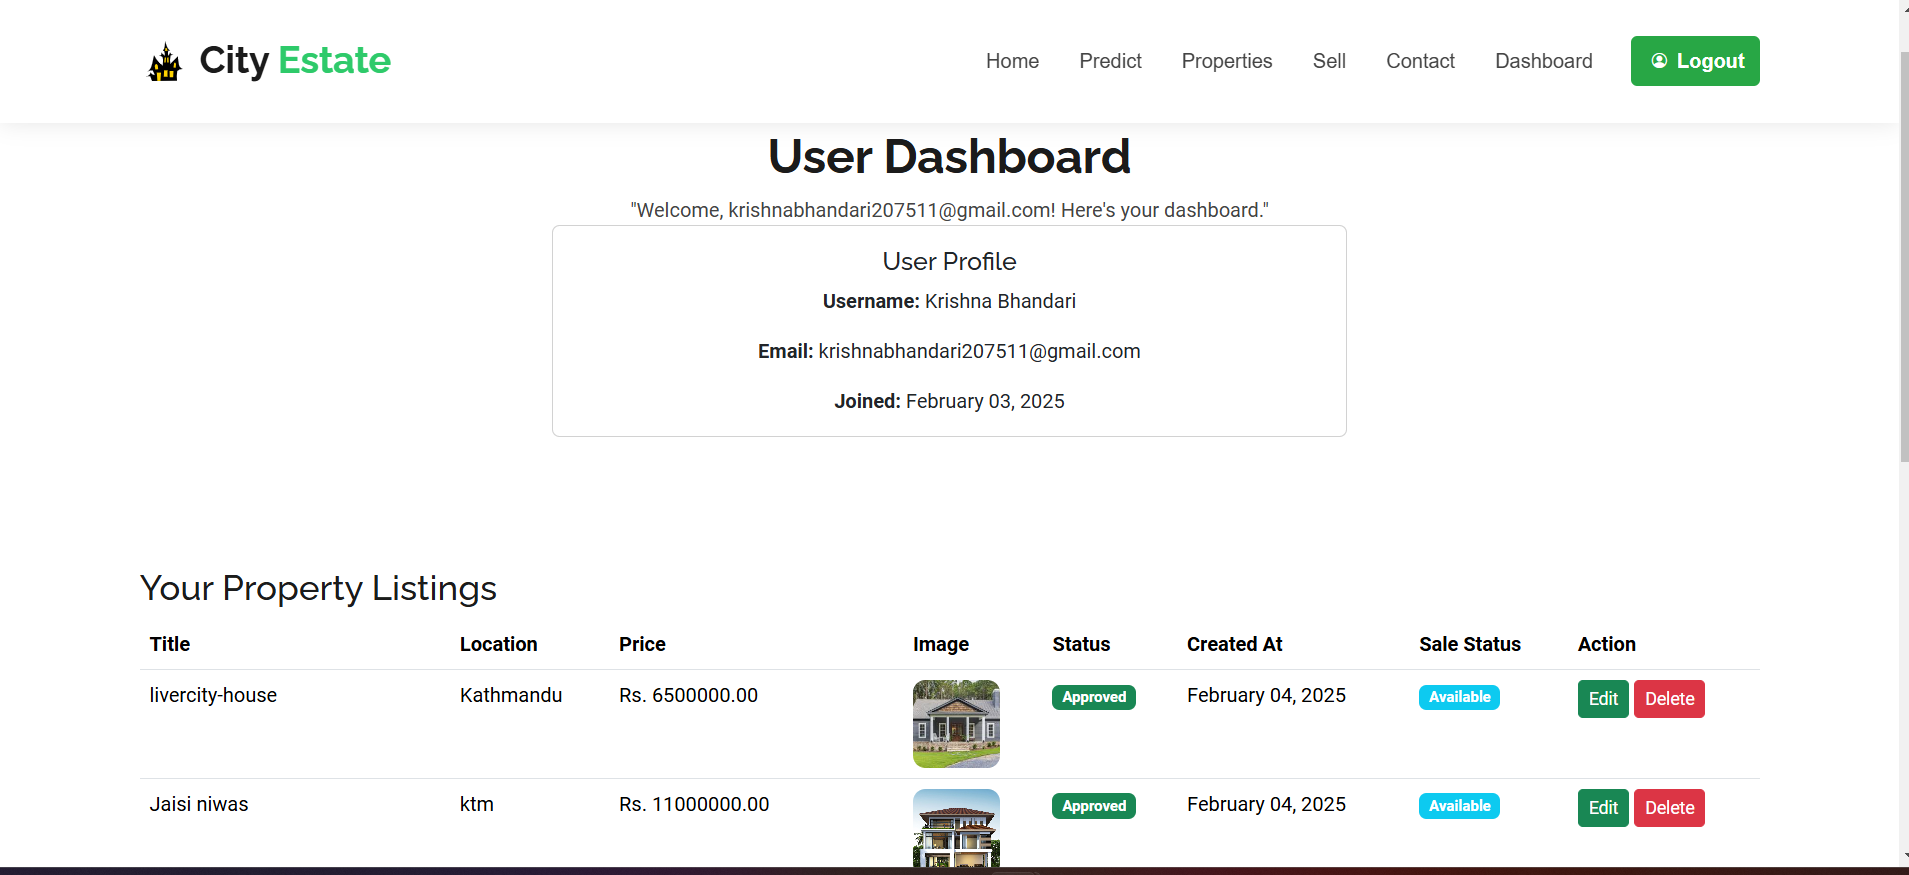 City Estate
Home Predict Properties Sell Contact Dashboard Logout
User Dashboard
"Welcome, krishnabhandari207511@gmail.com! Here's your dashboard."
User Profile
Username: Krishna Bhandari
Email: krishnabhandari207511@gmail.com
Joined: February 03, 2025
Your Property Listings
Title Location Price Image Status Created At Sale Status Action
livercity-house Kathmandu Rs. 6500000.00 Approved February 04, 2025 Available Edit Delete
Jaisi niwas ktm Rs. 11000000.00 Approved February 04, 2025 Available Edit Delete